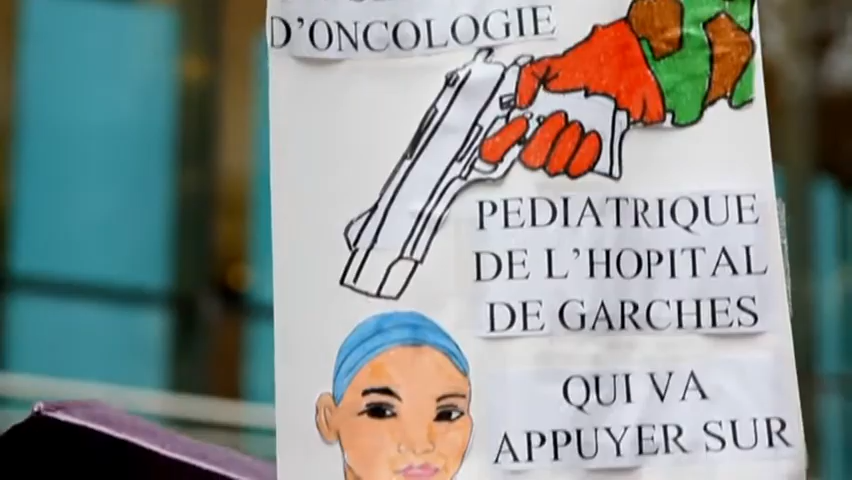 D'ONCOLOGIE
PEDIATRIQUE
DE L'HOPITAL
DE GARCHES
QUI VA
APPUYER SUR